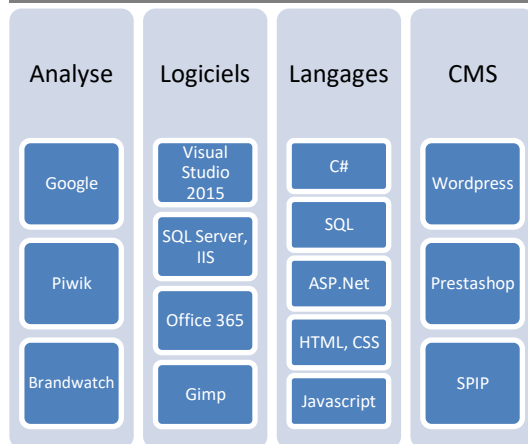 Analyse
Google
Piwik
Brandwatch
Logiciels
Visual
Studio
2015
SQL Server,
IIS
Office 365
Gimp
Langages
C#
SQL
ASP.Net
HTML, CSS
Javascript
CMS
Wordpress
Prestashop
SPIP